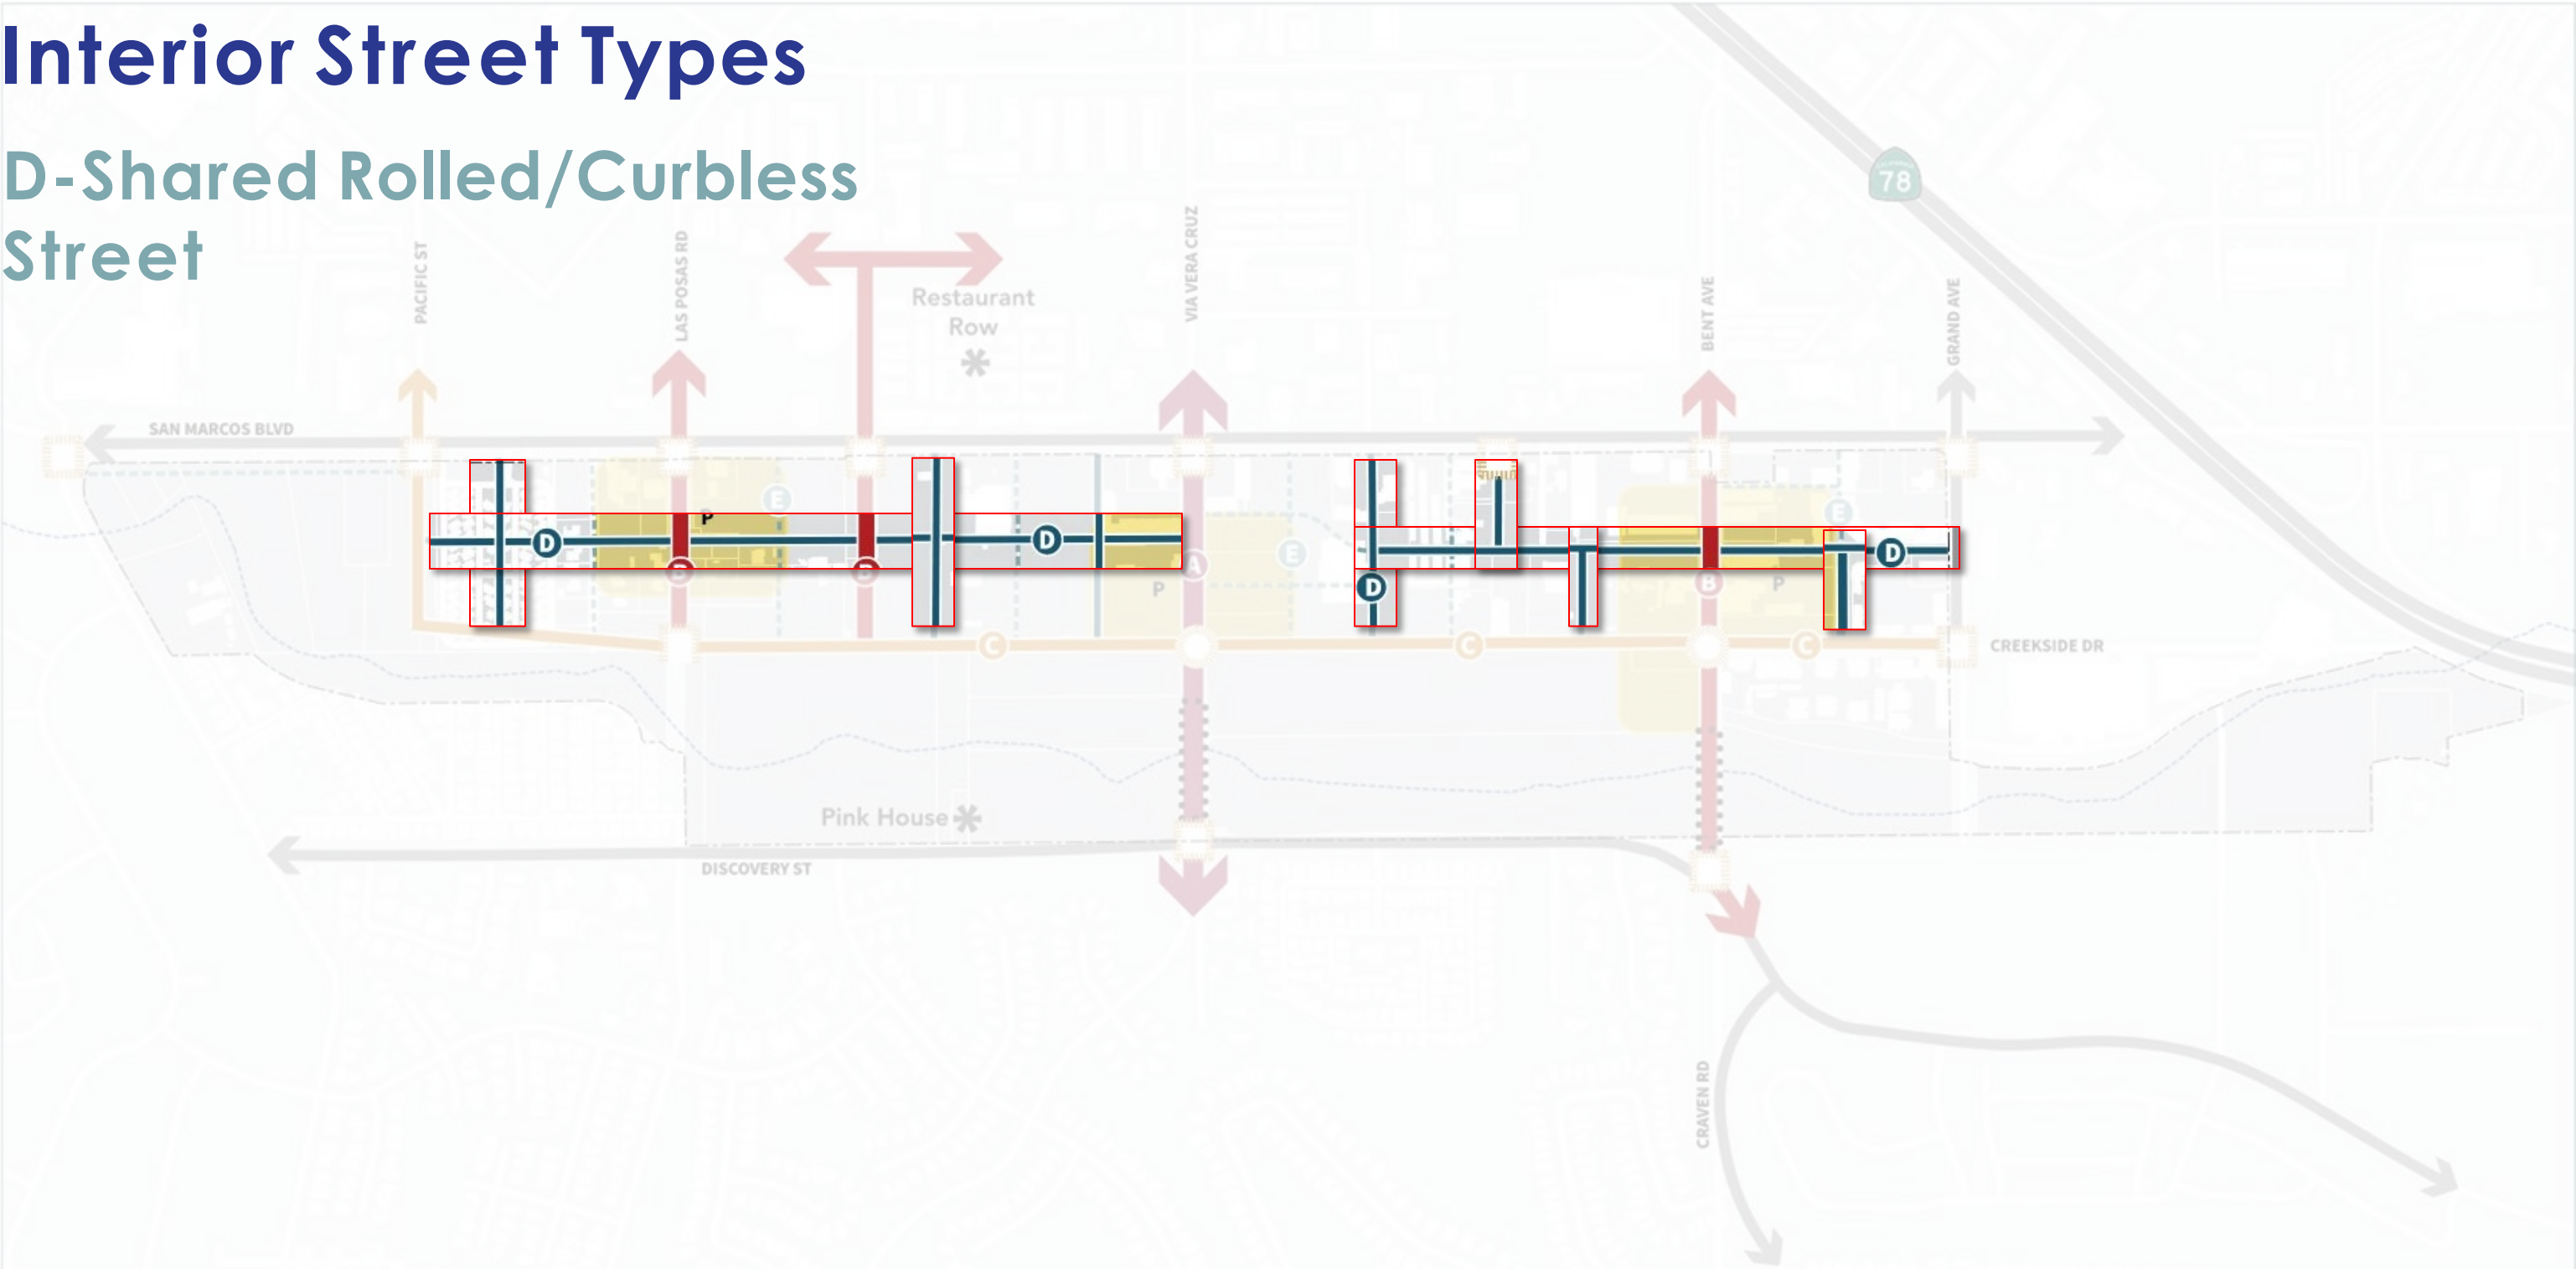 Interior Street Types
D-Shared Rolled/Curbless
Street
78
PACIFIC ST
LAS POSAS RD
VIA VERA CRUZ
BENT AVE
GRAND AVE
Restaurant
Row
SAN MARCOS BLVD
E
P
D
D
B
B
A
P
E
D
E
D
B
P
C
C
C
CREEKSIDE DR
Pink House
DISCOVERY ST
CRAVEN RD